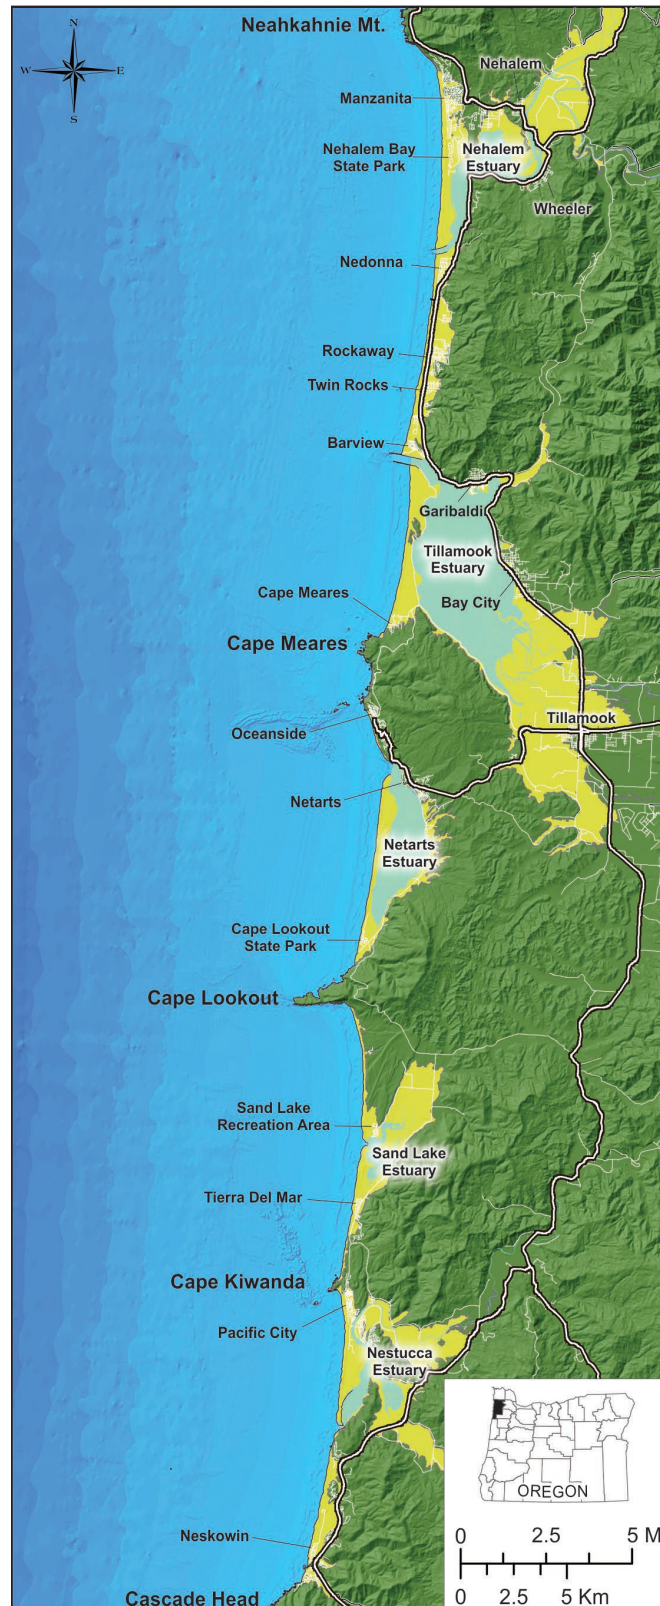 Neahkahnie Mt.
N
W
E
S
Nehalem
Manzanita
Nehalem Bay
State Park
Nehalem
Estuary
Wheeler
Nedonna
Rockaway
Twin Rocks
Barview
Garibaldi
Tillamook
Estuary
Bay City
Cape Meares
Cape Meares
Oceanside
Tillamook
Netarts
Netarts
Estuary
Cape Lookout
State Park
Cape Lookout
Sand Lake
Recreation Area
Sand Lake
Estuary
Tierra Del Mar
Cape Kiwanda
Pacific City
Nestucca
Estuary
OREGON
0 2.5 5 M
0 2.5 5 Km
Neskowin
Cascade Head